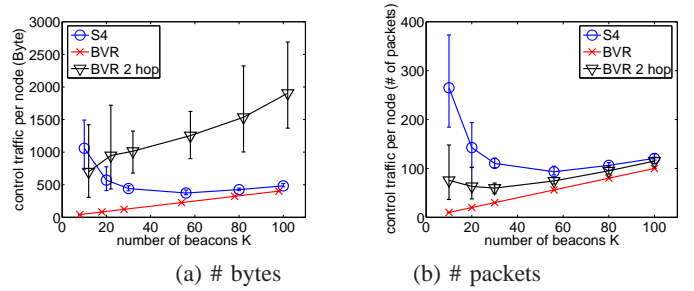 control traffic per node (Byte)
3000
2500
2000
1500
1000
500
0
S4
BVR
BVR 2 hop
0 20 40 60 80 100
number of beacons K
(a) # bytes
control traffic per node (# of packets)
400
300
200
100
0
S4
BVR
BVR 2 hop
0 20 40 60 80 100
number of beacons K
(b) # packets